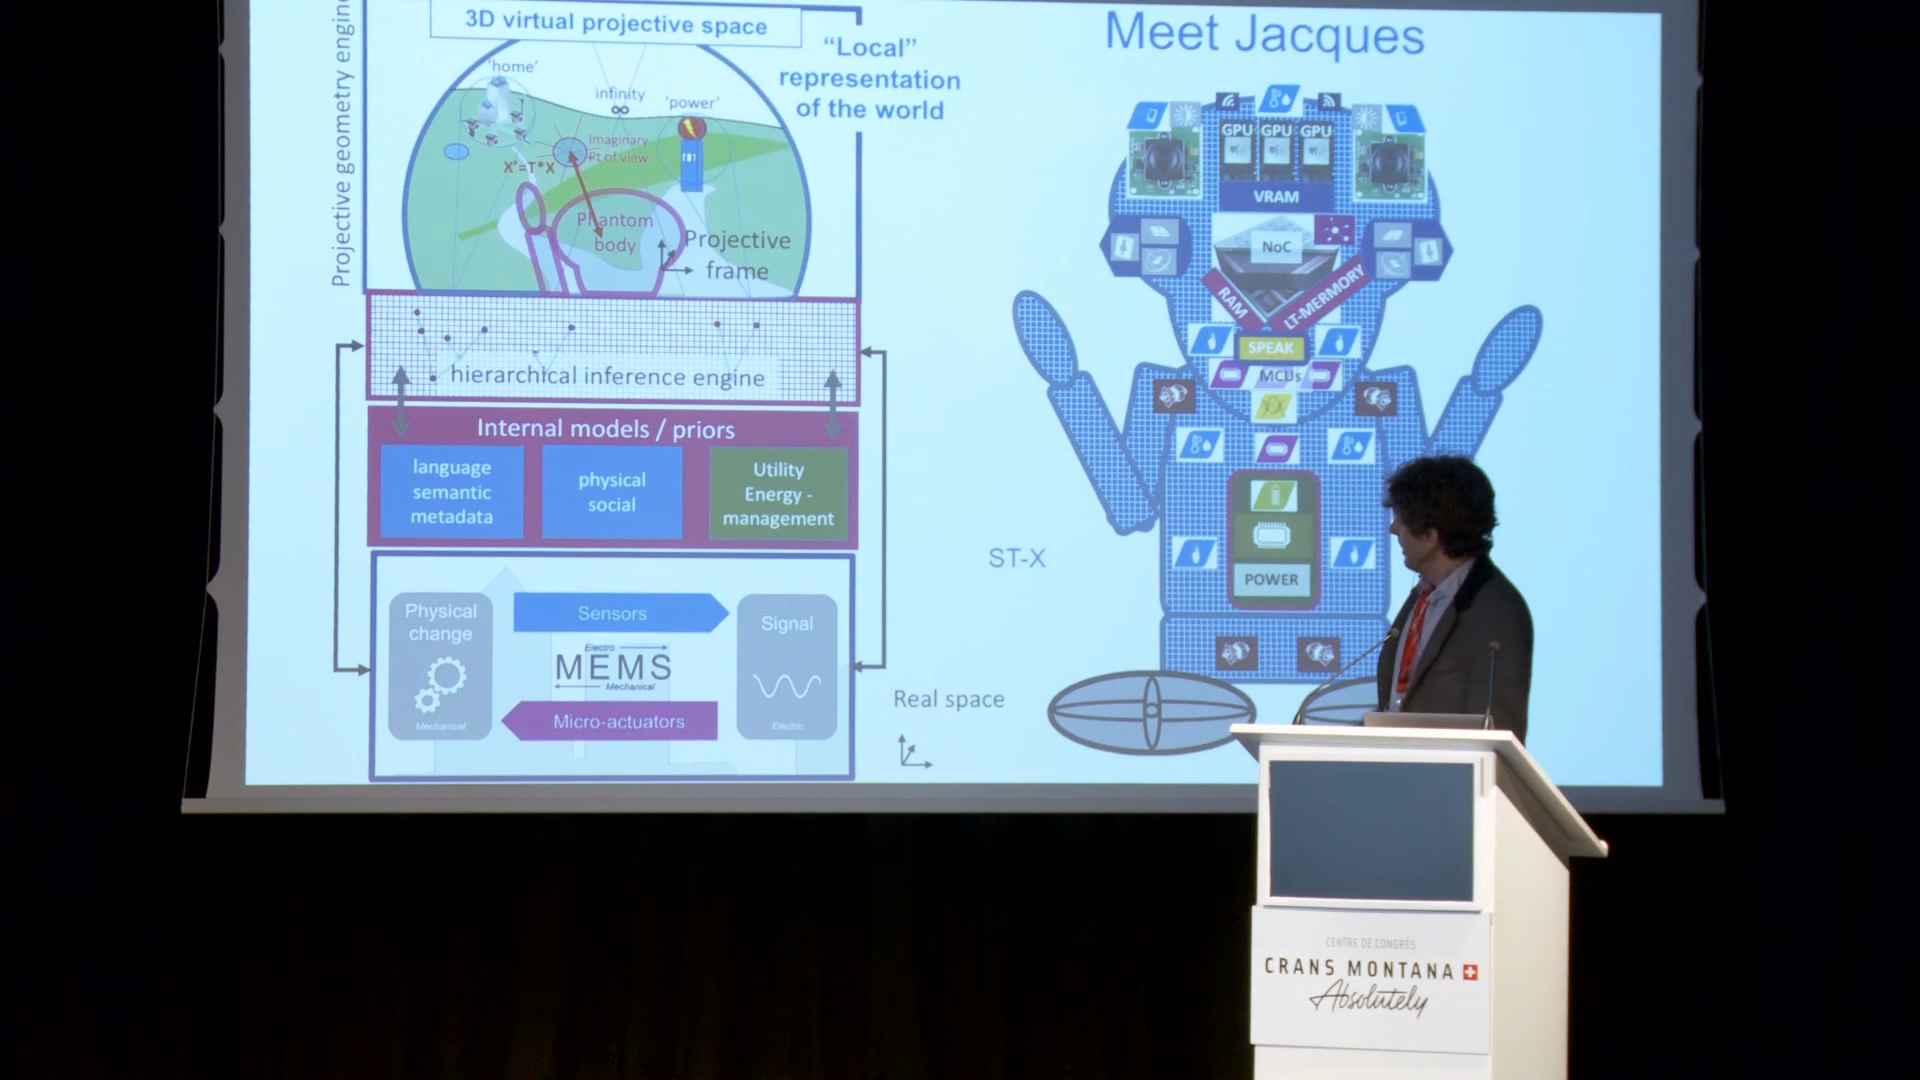 Projective geometry engine
3D virtual projective space
“Local”
representation
of the world
'home'
infinity
∞
'power'
Imaginary
Pt of view
X'=T*X
Phantom
body
Projective
frame
hierarchical inference engine
Internal models / priors
language
semantic
metadata
physical
social
Utility
Energy -
management
Physical
change
Mechanical
Sensors
Electro
MEMS
Mechanical
Micro-actuators
Signal
Electric
Real space
ST-X
Meet Jacques
GPU GPU GPU
VRAM
NoC
RAM
LT-MERMORY
SPEAK
MCUs
POWER
CENTRE DE CONGRÈS
CRANS MONTANA
Absolutely